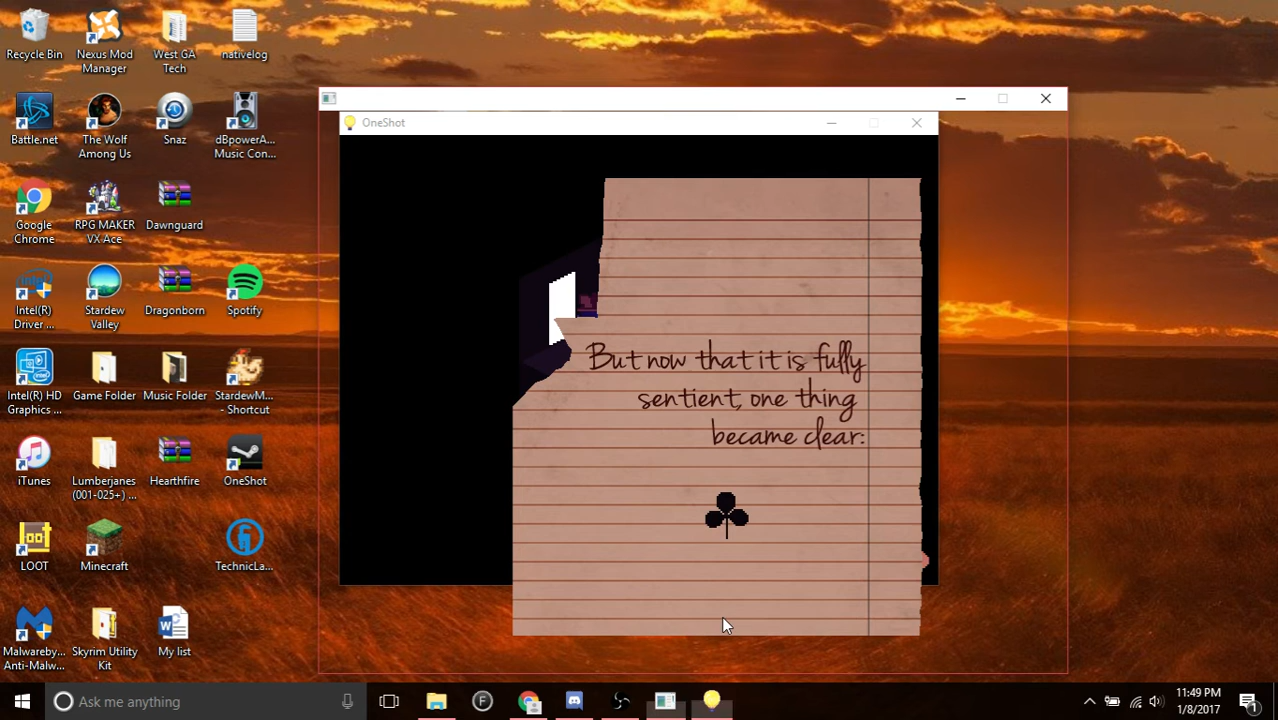 Recycle Bin
Nexus Mod
Manager
West GA
Tech
nativelog
Battle.net
The Wolf
Among Us
Snaz
dBpowerA...
Music Con...
Google
Chrome
RPG MAKER
VX Ace
Dawnguard
Intel(R)
Driver ...
Stardew
Valley
Dragonborn
Spotify
Intel(R) HD
Graphics ...
Game Folder
Music Folder
StardewM...
- Shortcut
iTunes
Lumberjanes
(001-025+) ...
Hearthfire
OneShot
LOOT
Minecraft
TechnicLa...
Malwareby...
Anti-Malw...
Skyrim Utility
Kit
My list
OneShot
But now that it is fully
sentient, one thing
became clear:
Ask me anything
11:49 PM
1/8/2017
1